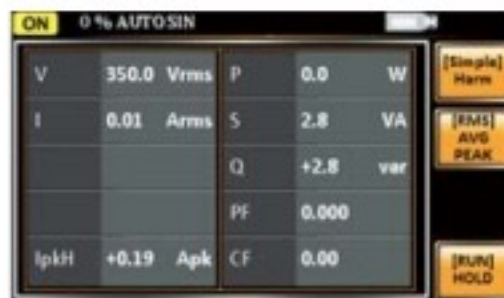 ON 0 % AUTO SIN
V 350.0 Vrms P 0.0 W
I 0.01 Arms S 2.8 VA
Q +2.8 var
PF 0.000
IpkH +0.19 Apk CF 0.00
[Simple]
Harm
[RMS]
AVG
PEAK
[RUN]
HOLD